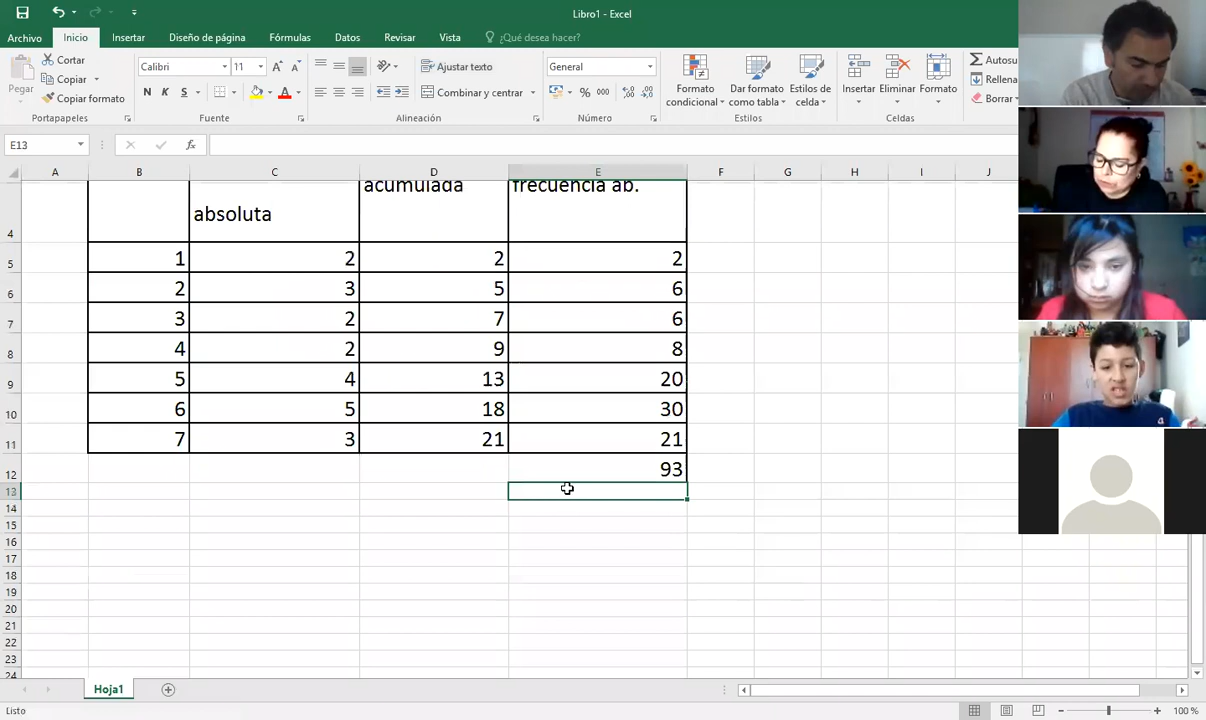 Libro1 - Excel
Archivo Inicio Insertar Diseño de página Fórmulas Datos Revisar Vista ¿Qué desea hacer?
Pegar
Cortar
Copiar
Copiar formato
Portapapeles
Calibri 11
N K S
Fuente
Ajustar texto
Combinar y centrar
Alineación
General
% 000
Número
Formato condicional
Dar formato como tabla
Estilos de celda
Estilos
Insertar Eliminar Formato
Celdas
Autosu
Rellena
Borrar
E13 fx
A B C D E F G H I J
acumulada frecuencia ab.
4 absoluta
5 1 2 2 2
6 2 3 5 6
7 3 2 7 6
8 4 2 9 8
9 5 4 13 20
10 6 5 18 30
11 7 3 21 21
12 93
13
14
15
16
17
18
19
20
21
22
23
24
Hoja1
Listo 100 %